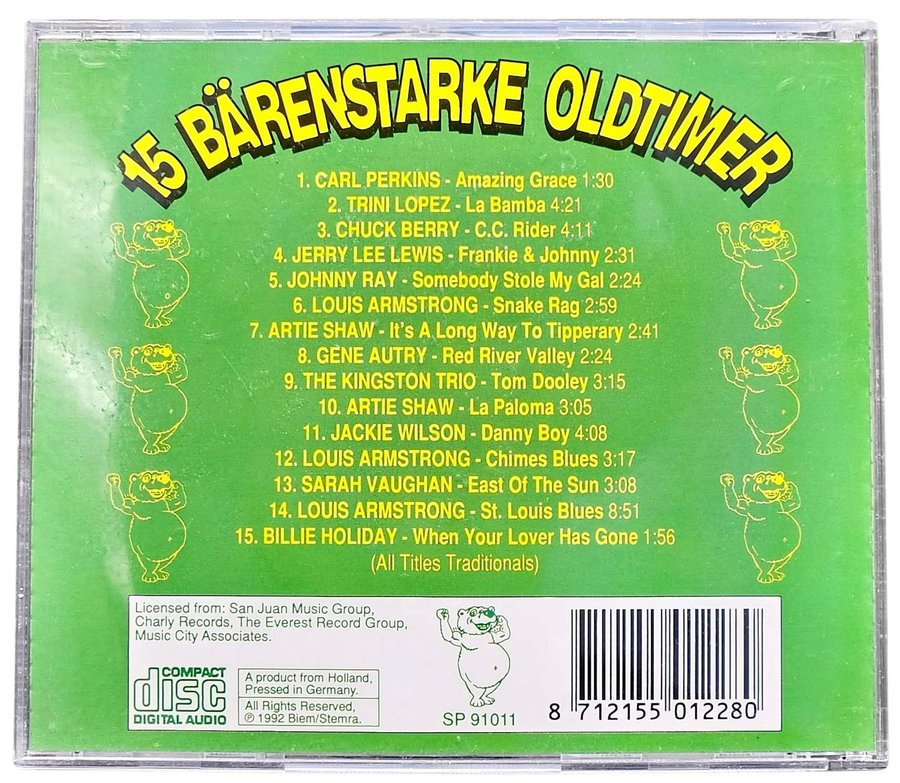 15 BÄRENSTARKE OLDTIMER
1. CARL PERKINS - Amazing Grace 1:30
2. TRINI LOPEZ - La Bamba 4:21
3. CHUCK BERRY - C.C. Rider 4:11
4. JERRY LEE LEWIS - Frankie & Johnny 2:31
5. JOHNNY RAY - Somebody Stole My Gal 2:24
6. LOUIS ARMSTRONG - Snake Rag 2:59
7. ARTIE SHAW - It's A Long Way To Tipperary 2:41
8. GENE AUTRY - Red River Valley 2:24
9. THE KINGSTON TRIO - Tom Dooley 3:15
10. ARTIE SHAW - La Paloma 3:05
11. JACKIE WILSON - Danny Boy 4:08
12. LOUIS ARMSTRONG - Chimes Blues 3:17
13. SARAH VAUGHAN - East Of The Sun 3:08
14. LOUIS ARMSTRONG - St. Louis Blues 8:51
15. BILLIE HOLIDAY - When Your Lover Has Gone 1:56
(All Titles Traditionals)
Licensed from: San Juan Music Group,
Charly Records, The Everest Record Group,
Music City Associates.
COMPACT
disc
DIGITAL AUDIO
A product from Holland,
Pressed in Germany.
All Rights Reserved,
℗ 1992 Biem/Stemra.
SP 91011
8 712155 012280